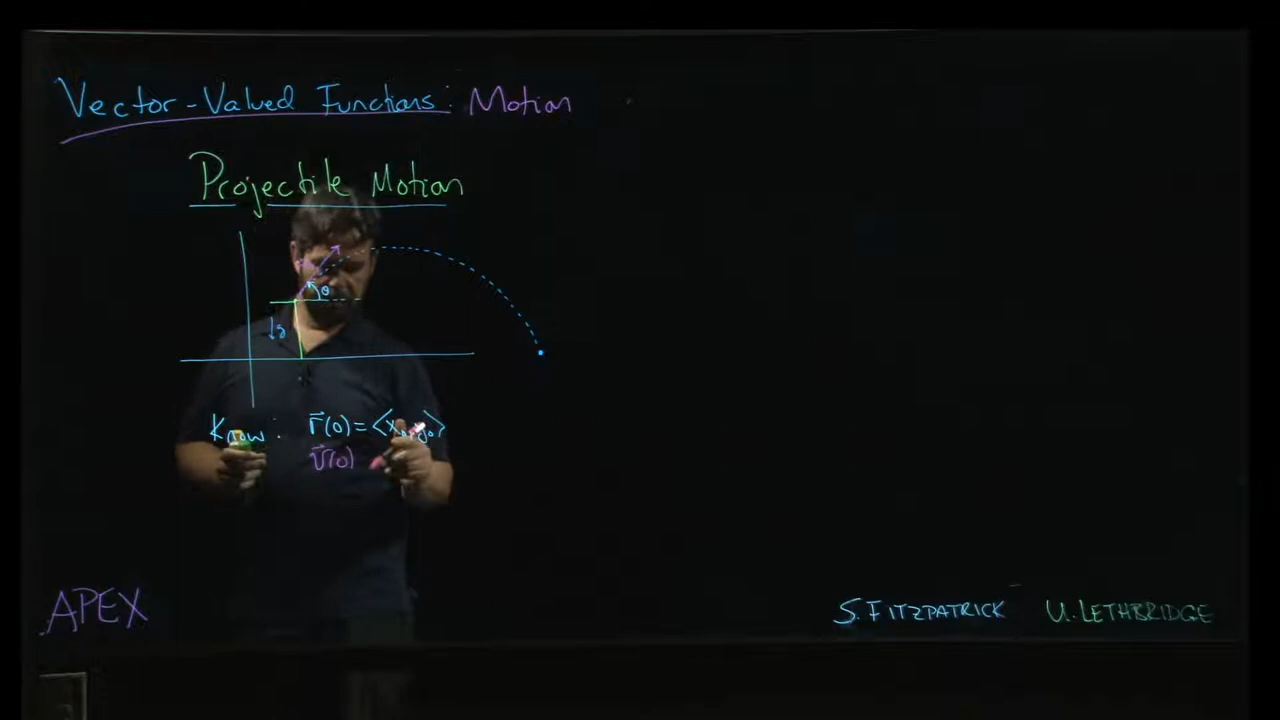 Vector-Valued Functions: Motion
Projectile Motion
θ
Know: r⃗(0) = ⟨x₀, y₀⟩
v⃗(0)
APEX
S. FITZPATRICK U. LETHBRIDGE